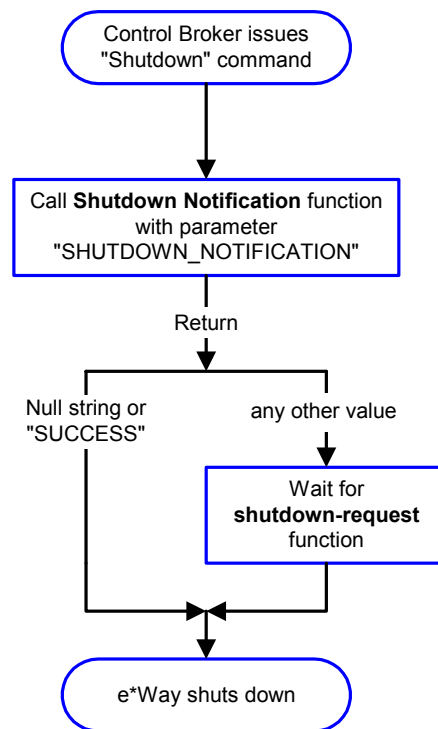 Control Broker issues
"Shutdown" command
Call Shutdown Notification function
with parameter
"SHUTDOWN_NOTIFICATION"
Return
Null string or
"SUCCESS"
any other value
Wait for
shutdown-request
function
e*Way shuts down